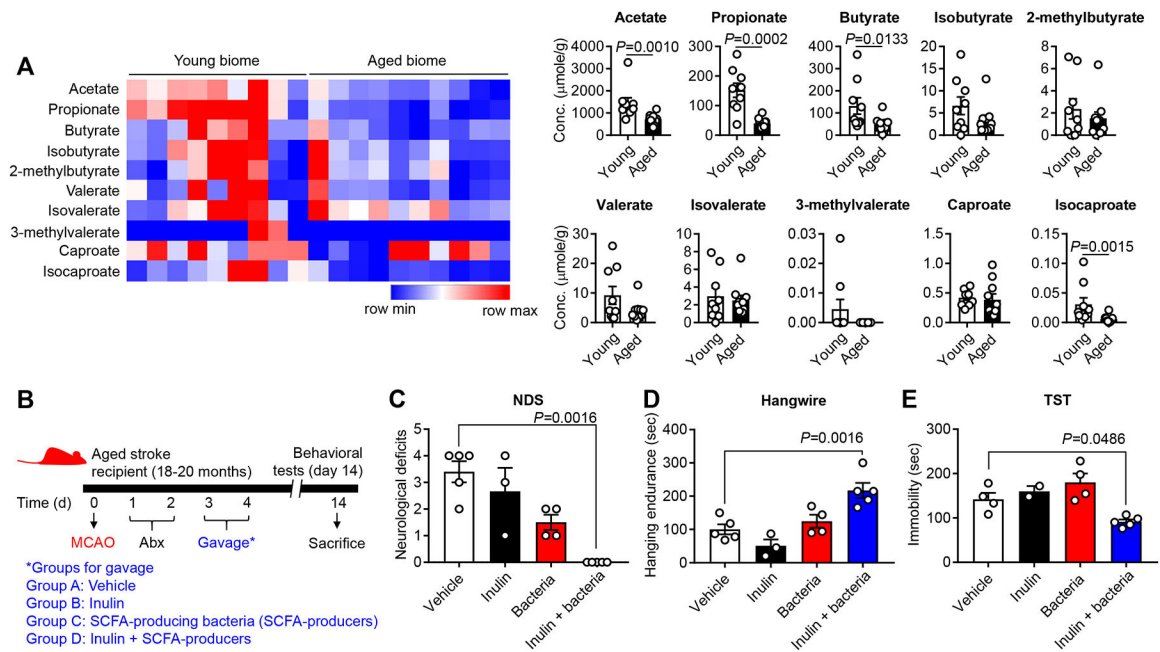 A
Young biome
Aged biome
Acetate
Propionate
Butyrate
Isobutyrate
2-methylbutyrate
Valerate
Isovalerate
3-methylvalerate
Caproate
Isocaproate
row min
row max
Acetate
Propionate
Butyrate
Isobutyrate
2-methylbutyrate
P=0.0010
P=0.0002
P=0.0133
Conc. (μmole/g)
4000
3000
2000
1000
0
300
200
100
0
400
300
200
100
0
20
15
10
5
0
8
6
4
2
0
Young
Aged
Young
Aged
Young
Aged
Young
Aged
Young
Aged
Valerate
Isovalerate
3-methylvalerate
Caproate
Isocaproate
P=0.0015
Conc. (μmole/g)
30
20
10
0
10
8
6
4
2
0
0.03
0.02
0.01
0.00
1.5
1.0
0.5
0.0
0.15
0.10
0.05
0.00
Young
Aged
Young
Aged
Young
Aged
Young
Aged
Young
Aged
B
Aged stroke
recipient (18-20 months)
Behavioral
tests (day 14)
Time (d)
0
1
2
3
4
14
MCAO
Abx
Gavage*
Sacrifice
*Groups for gavage
Group A: Vehicle
Group B: Inulin
Group C: SCFA-producing bacteria (SCFA-producers)
Group D: Inulin + SCFA-producers
C
NDS
P=0.0016
Neurological deficits
5
4
3
2
1
0
Vehicle
Inulin
Bacteria
Inulin + bacteria
D
Hangwire
P=0.0016
Hanging endurance (sec)
400
300
200
100
0
Vehicle
Inulin
Bacteria
Inulin + bacteria
E
TST
P=0.0486
Immobility (sec)
300
200
100
0
Vehicle
Inulin
Bacteria
Inulin + bacteria